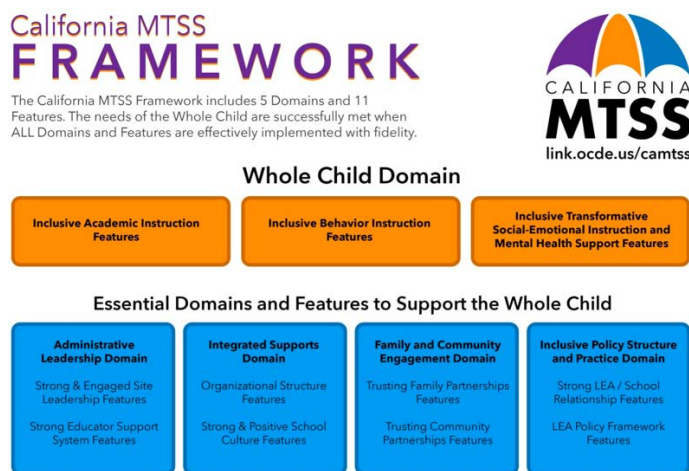 California MTSS
FRAMEWORK
The California MTSS Framework includes 5 Domains and 11
Features. The needs of the Whole Child are successfully met when
ALL Domains and Features are effectively implemented with fidelity.
CALIFORNIA
MTSS
link.ocde.us/camtss
Whole Child Domain
Inclusive Academic Instruction
Features
Inclusive Behavior Instruction
Features
Inclusive Transformative
Social-Emotional Instruction and
Mental Health Support Features
Essential Domains and Features to Support the Whole Child
Administrative
Leadership Domain
Strong & Engaged Site
Leadership Features
Strong Educator Support
System Features
Integrated Supports
Domain
Organizational Structure
Features
Strong & Positive School
Culture Features
Family and Community
Engagement Domain
Trusting Family Partnerships
Features
Trusting Community
Partnerships Features
Inclusive Policy Structure
and Practice Domain
Strong LEA / School
Relationship Features
LEA Policy Framework
Features